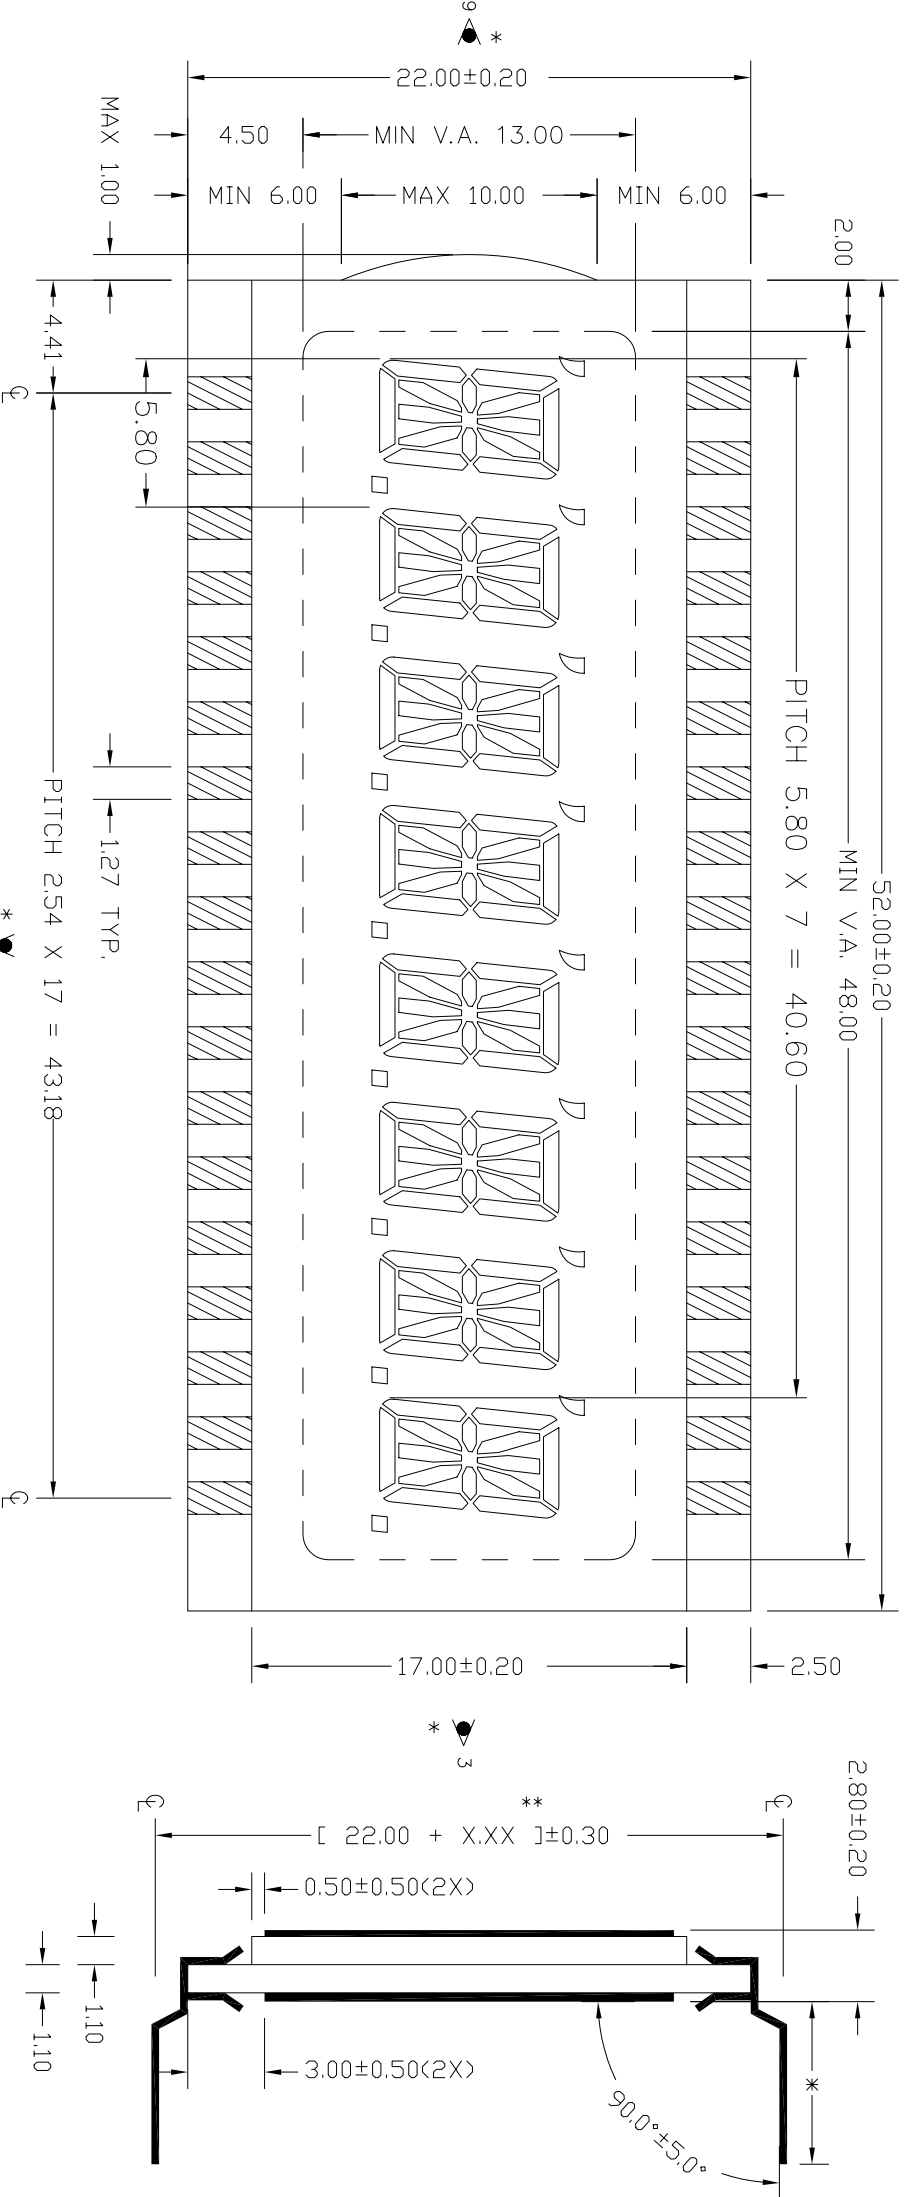 9
*
22.00±0.20
4.50
MIN V.A. 13.00
MAX 1.00
MIN 6.00
MAX 10.00
MIN 6.00
2.00
4.41
℄
5.80
PITCH 5.80 X 7 = 40.60
MIN V.A. 48.00
52.00±0.20
1.27 TYP.
PITCH 2.54 X 17 = 43.18
*
℄
17.00±0.20
2.50
*
3
℄
**
℄
[ 22.00 + X.XX ]±0.30
2.80±0.20
0.50±0.50(2X)
1.10
1.10
3.00±0.50(2X)
*
90.0°±5.0°